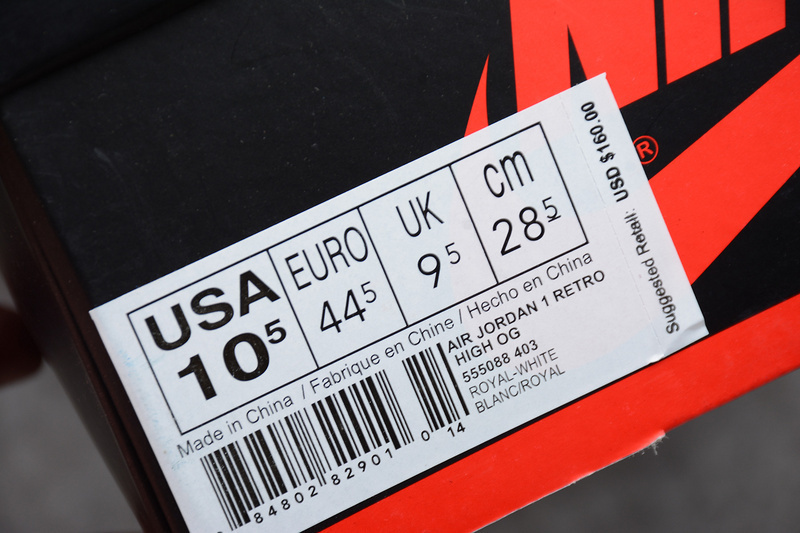 NIK
®
Suggested Retail: USD $160.00
USA EURO UK cm
10⁵ 44⁵ 9⁵ 28⁵
Made in China / Fabrique en Chine / Hecho en China
AIR JORDAN 1 RETRO
HIGH OG
555088 403
ROYAL-WHITE
BLANC/ROYAL
84802 82901 0 14